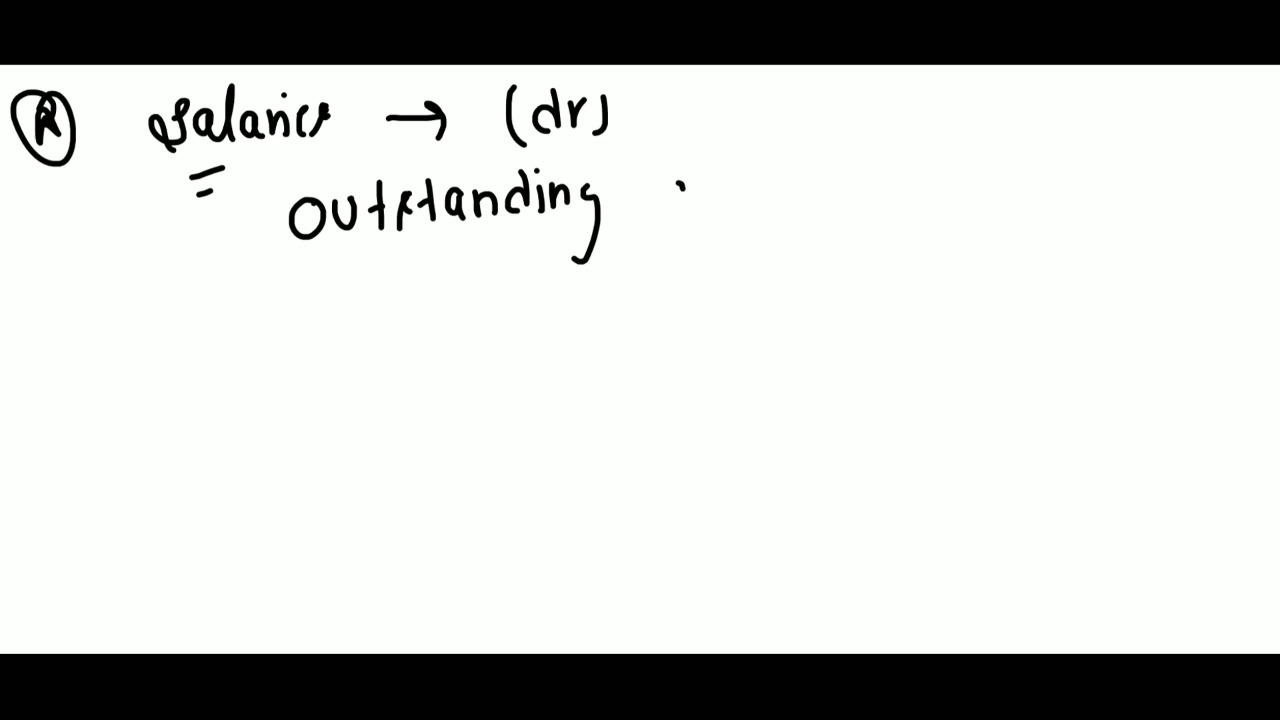 R Salaries → (dr)
Outstanding